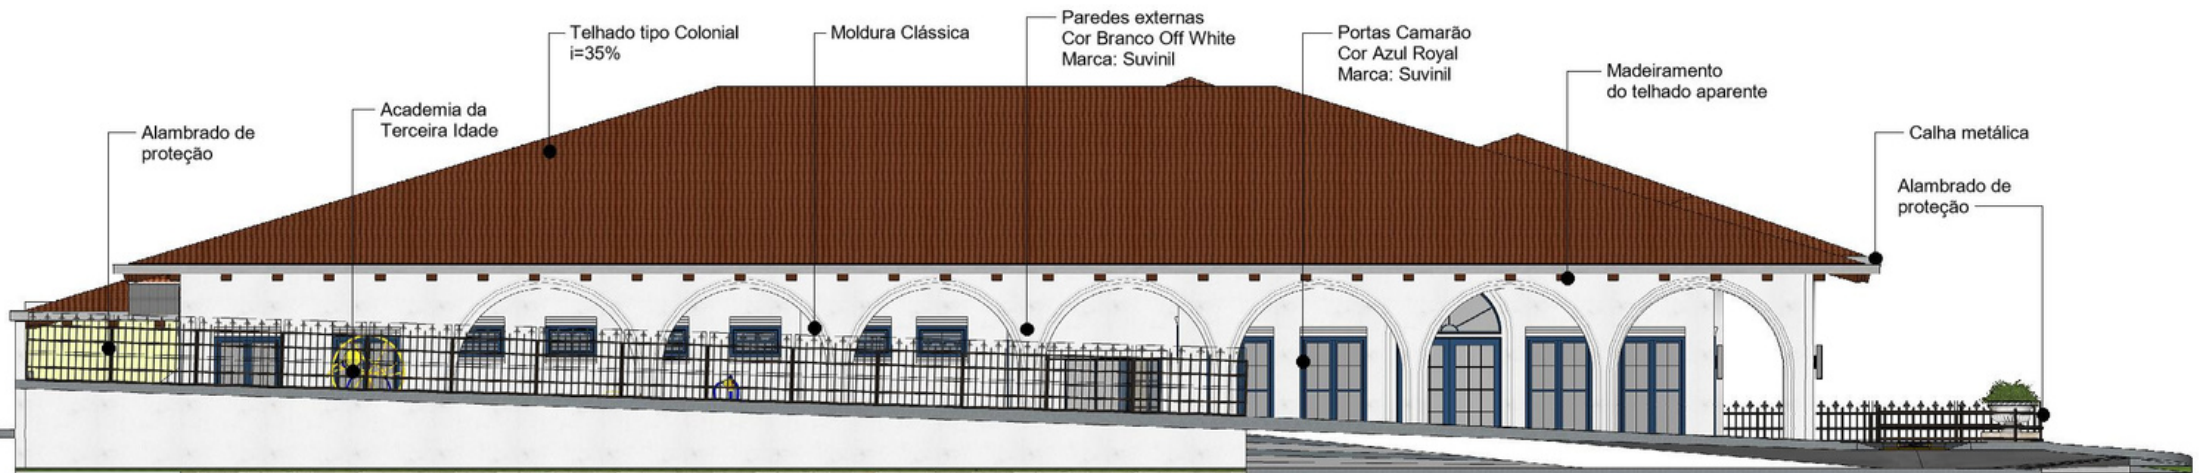 Alambrado de
proteção
Academia da
Terceira Idade
Telhado tipo Colonial
i=35%
Moldura Clássica
Paredes externas
Cor Branco Off White
Marca: Suvinil
Portas Camarão
Cor Azul Royal
Marca: Suvinil
Madeiramento
do telhado aparente
Calha metálica
Alambrado de
proteção